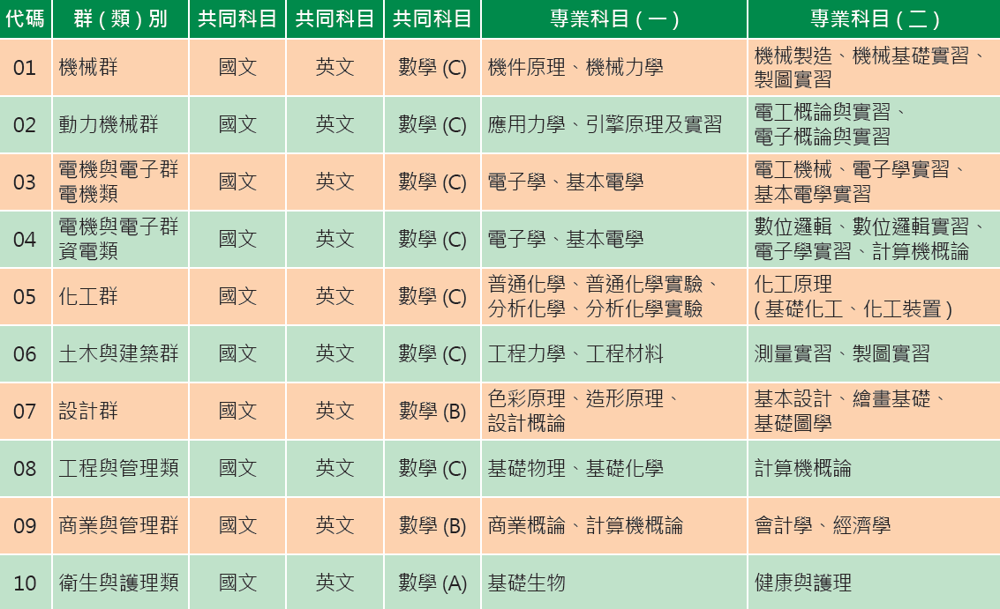 代碼 群 ( 類 ) 別 共同科目 共同科目 共同科目 專業科目 ( 一 ) 專業科目 ( 二 )
01 機械群 國文 英文 數學 (C) 機件原理、機械力學 機械製造、機械基礎實習、
製圖實習
02 動力機械群 國文 英文 數學 (C) 應用力學、引擎原理及實習 電工概論與實習、
電子概論與實習
03 電機與電子群 國文 英文 數學 (C) 電子學、基本電學 電工機械、電子學實習、
電機類 基本電學實習
04 電機與電子群 國文 英文 數學 (C) 電子學、基本電學 數位邏輯、數位邏輯實習、
資電類 電子學實習、計算機概論
05 化工群 國文 英文 數學 (C) 普通化學、普通化學實驗、 化工原理
分析化學、分析化學實驗 ( 基礎化工、化工裝置 )
06 土木與建築群 國文 英文 數學 (C) 工程力學、工程材料 測量實習、製圖實習
07 設計群 國文 英文 數學 (B) 色彩原理、造形原理、 基本設計、繪畫基礎、
設計概論 基礎圖學
08 工程與管理類 國文 英文 數學 (C) 基礎物理、基礎化學 計算機概論
09 商業與管理群 國文 英文 數學 (B) 商業概論、計算機概論 會計學、經濟學
10 衛生與護理類 國文 英文 數學 (A) 基礎生物 健康與護理